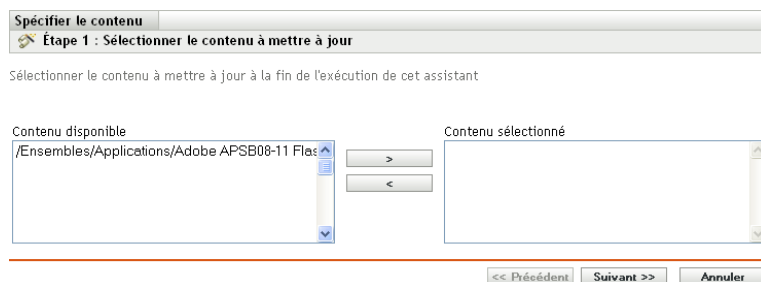 Spécifier le contenu
Étape 1 : Sélectionner le contenu à mettre à jour
Sélectionner le contenu à mettre à jour à la fin de l'exécution de cet assistant
Contenu disponible
Contenu sélectionné
/Ensembles/Applications/Adobe APSB08-11 Flas
>
<
<< Précédent
Suivant >>
Annuler